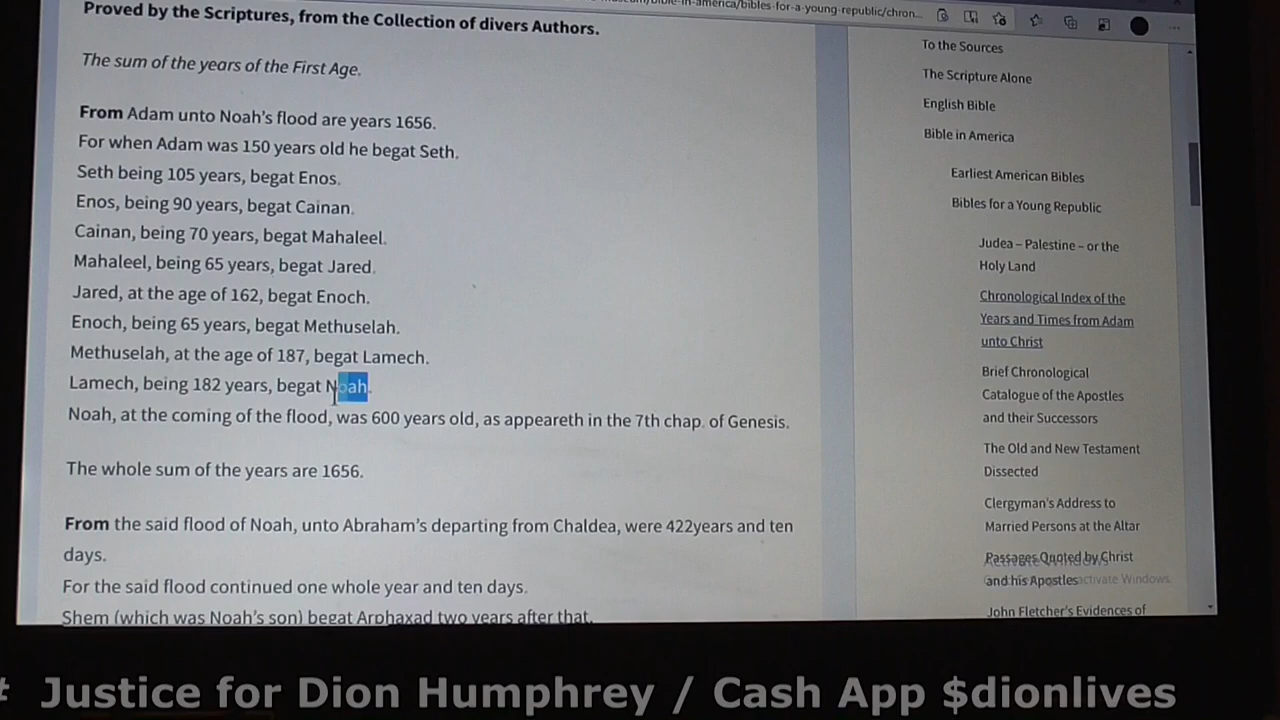 museum/bible-in-america/bibles-for-a-young-republic/chron...
Proved by the Scriptures, from the Collection of divers Authors.
The sum of the years of the First Age.
From Adam unto Noah's flood are years 1656.
For when Adam was 150 years old he begat Seth.
Seth being 105 years, begat Enos.
Enos, being 90 years, begat Cainan.
Cainan, being 70 years, begat Mahaleel.
Mahaleel, being 65 years, begat Jared.
Jared, at the age of 162, begat Enoch.
Enoch, being 65 years, begat Methuselah.
Methuselah, at the age of 187, begat Lamech.
Lamech, being 182 years, begat Noah.
Noah, at the coming of the flood, was 600 years old, as appeareth in the 7th chap. of Genesis.
The whole sum of the years are 1656.
From the said flood of Noah, unto Abraham's departing from Chaldea, were 422years and ten
days.
For the said flood continued one whole year and ten days.
Shem (which was Noah's son) begat Arphaxad two years after that.
To the Sources
The Scripture Alone
English Bible
Bible in America
Earliest American Bibles
Bibles for a Young Republic
Judea – Palestine – or the
Holy Land
Chronological Index of the
Years and Times from Adam
unto Christ
Brief Chronological
Catalogue of the Apostles
and their Successors
The Old and New Testament
Dissected
Clergyman's Address to
Married Persons at the Altar
Passages Quoted by Christ
and his Apostles
activate Windows
John Fletcher's Evidences of
# Justice for Dion Humphrey / Cash App $dionlives